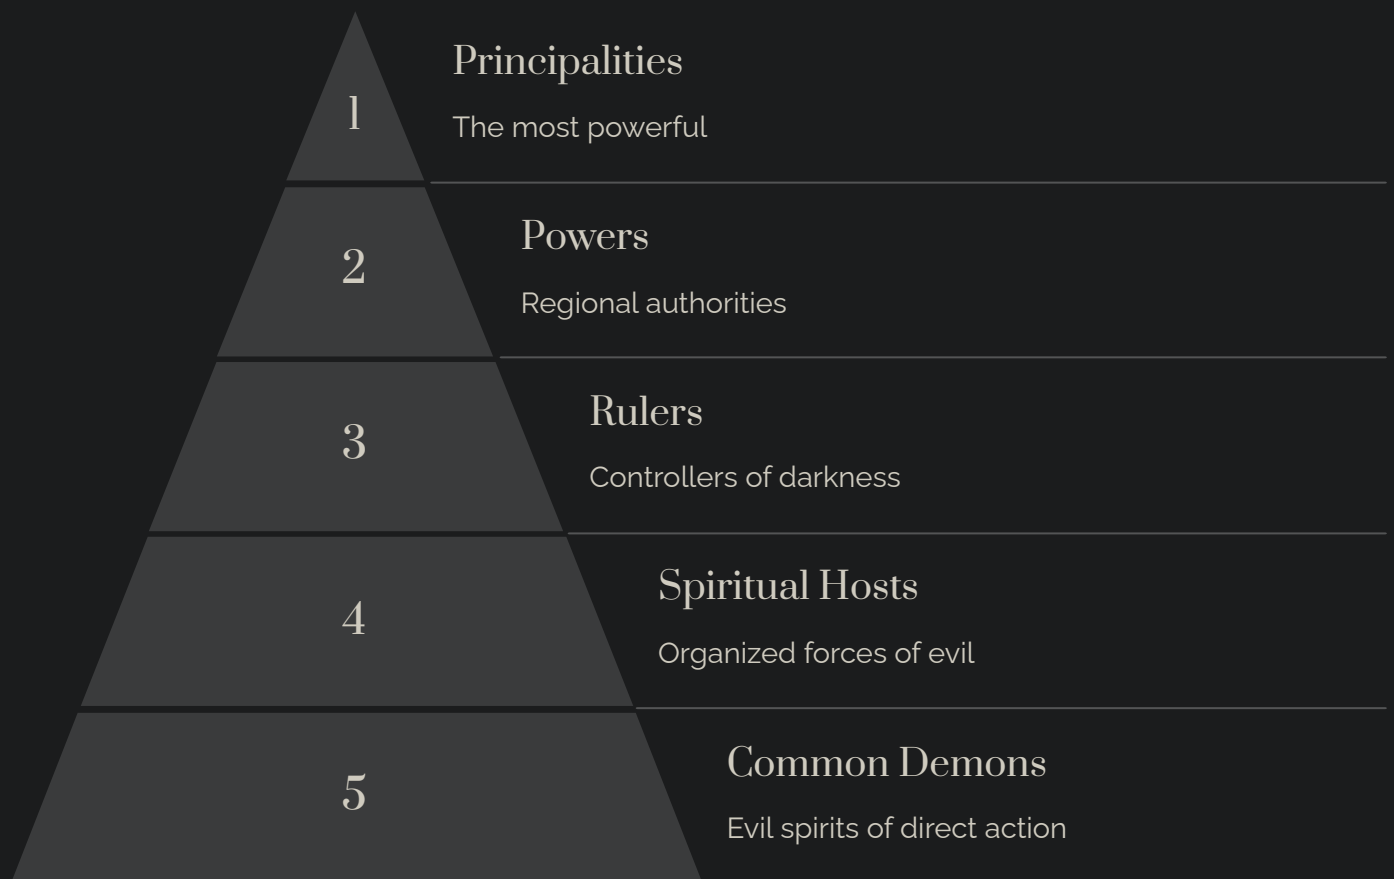 1
Principalities
The most powerful
2
Powers
Regional authorities
3
Rulers
Controllers of darkness
4
Spiritual Hosts
Organized forces of evil
5
Common Demons
Evil spirits of direct action